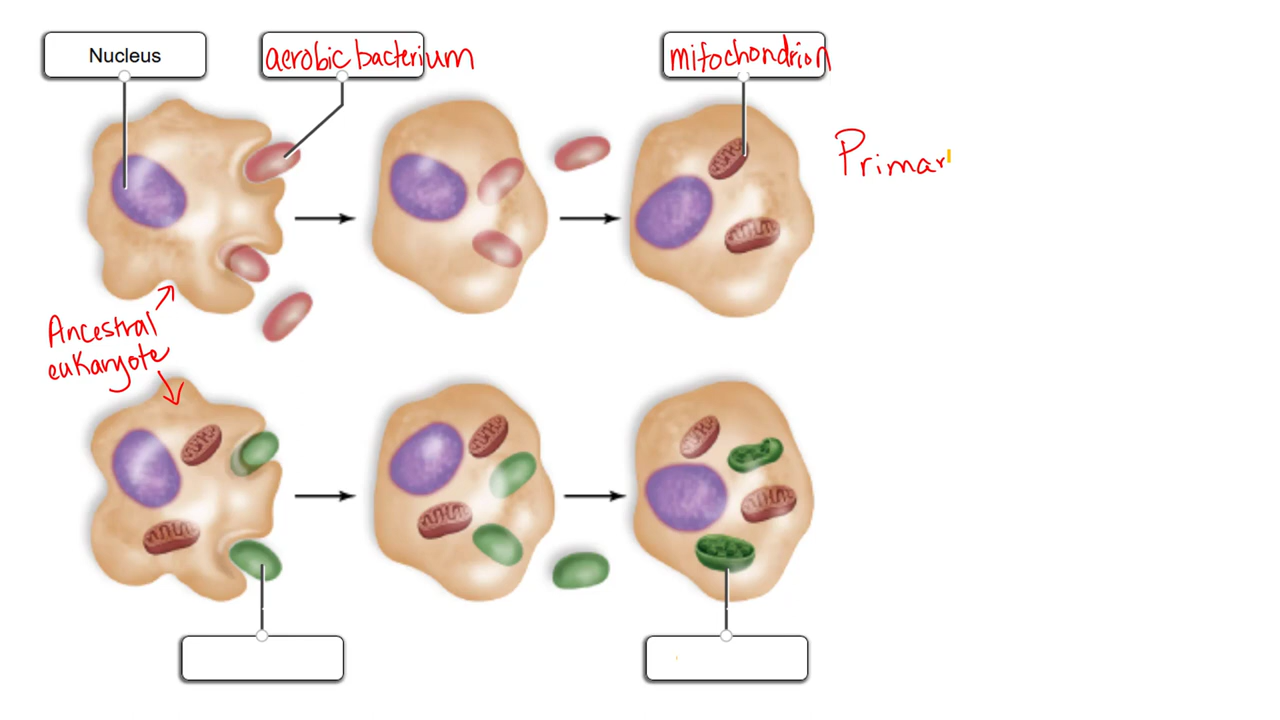 Nucleus
aerobic bacterium
mitochondrion
Primar
Ancestral
eukaryote